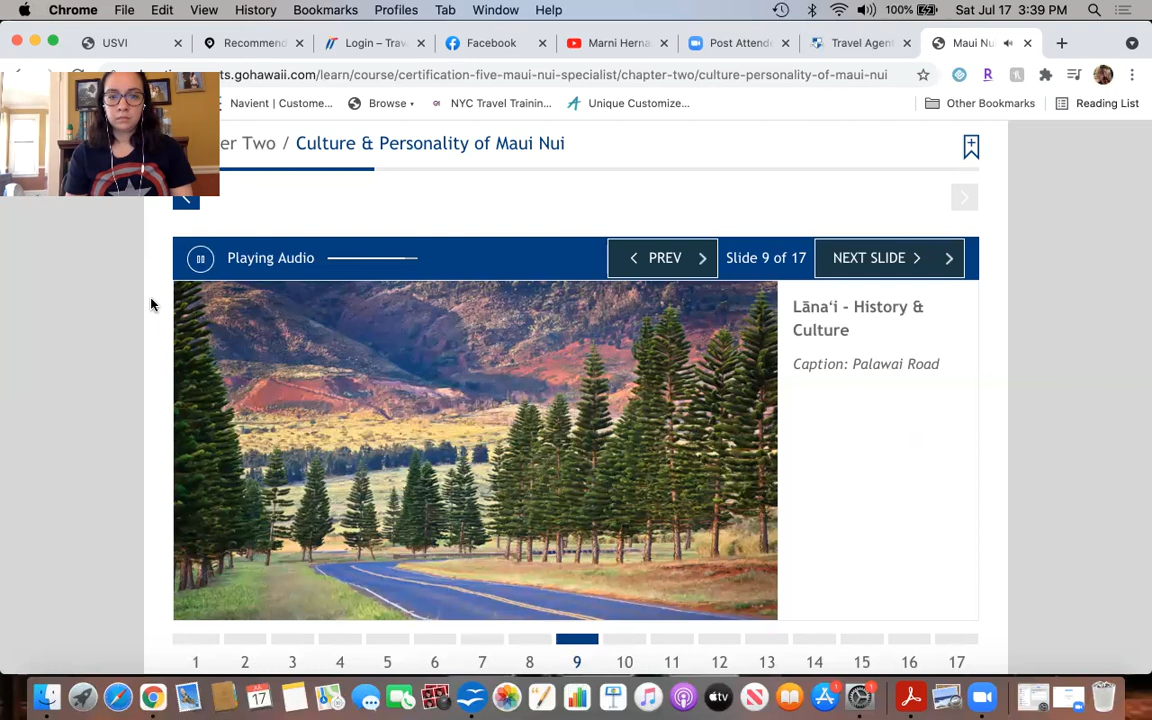 Chrome File Edit View History Bookmarks Profiles Tab Window Help 100% Sat Jul 17 3:39 PM
USVI Recommend Login – Trav Facebook Marni Herna Post Attende Travel Agent Maui Nu
ts.gohawaii.com/learn/course/certification-five-maui-nui-specialist/chapter-two/culture-personality-of-maui-nui
Navient | Custome... Browse NYC Travel Trainin... Unique Customize... Other Bookmarks Reading List
er Two / Culture & Personality of Maui Nui
Playing Audio PREV Slide 9 of 17 NEXT SLIDE
Lāna‘i - History &
Culture
Caption: Palawai Road
1 2 3 4 5 6 7 8 9 10 11 12 13 14 15 16 17
17
tv